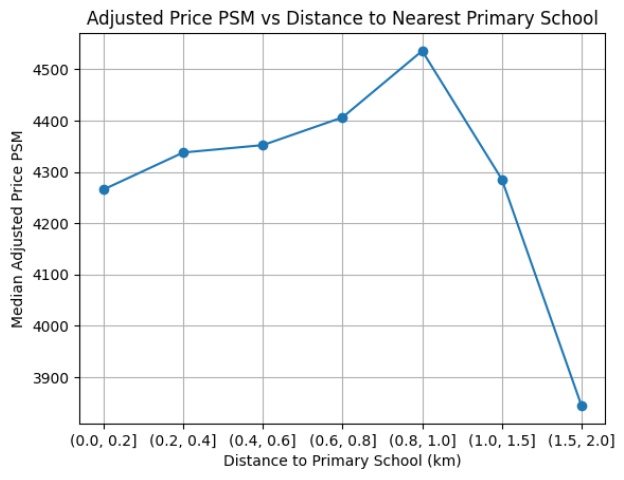 Adjusted Price PSM vs Distance to Nearest Primary School
Median Adjusted Price PSM
4500
4400
4300
4200
4100
4000
3900
(0.0, 0.2] (0.2, 0.4] (0.4, 0.6] (0.6, 0.8] (0.8, 1.0] (1.0, 1.5] (1.5, 2.0]
Distance to Primary School (km)